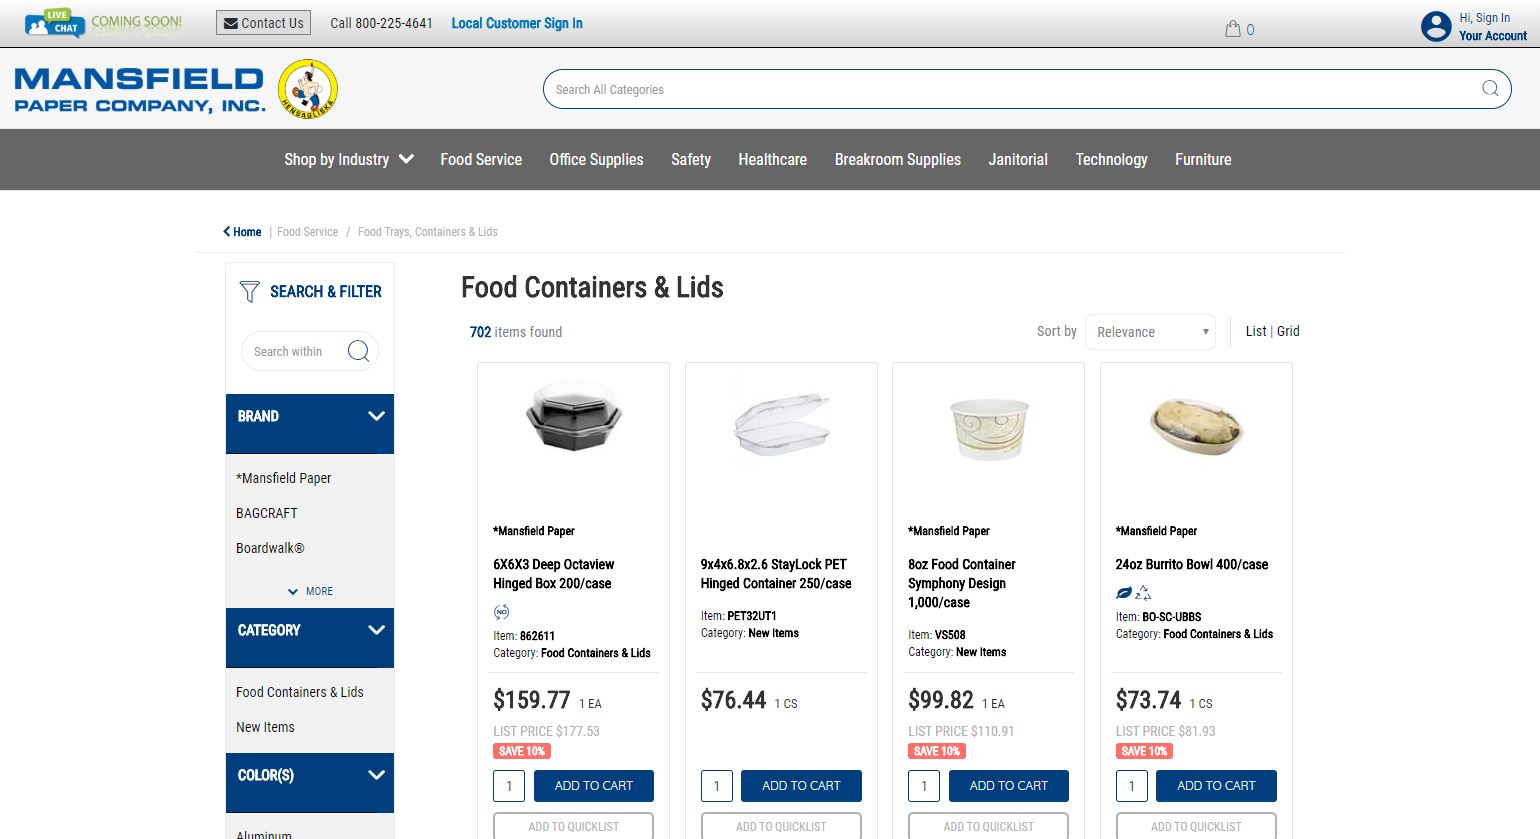 LIVE
CHAT
COMING SOON!
Contact Us
Call 800-225-4641
Local Customer Sign In
0
Hi, Sign In
Your Account
MANSFIELD
PAPER COMPANY, INC.
HENSAGLISKA
Search All Categories
Shop by Industry
Food Service
Office Supplies
Safety
Healthcare
Breakroom Supplies
Janitorial
Technology
Furniture
Home | Food Service / Food Trays, Containers & Lids
SEARCH & FILTER
Search within
BRAND
*Mansfield Paper
BAGCRAFT
Boardwalk®
MORE
CATEGORY
Food Containers & Lids
New Items
COLOR(S)
Aluminum
Food Containers & Lids
702 items found
Sort by
Relevance
List | Grid
*Mansfield Paper
6X6X3 Deep Octaview
Hinged Box 200/case
NO
Item: 862611
Category: Food Containers & Lids
$159.77 1 EA
LIST PRICE $177.53
SAVE 10%
1
ADD TO CART
ADD TO QUICKLIST
9x4x6.8x2.6 StayLock PET
Hinged Container 250/case
Item: PET32UT1
Category: New Items
$76.44 1 CS
1
ADD TO CART
ADD TO QUICKLIST
*Mansfield Paper
8oz Food Container
Symphony Design
1,000/case
Item: VS508
Category: New Items
$99.82 1 EA
LIST PRICE $110.91
SAVE 10%
1
ADD TO CART
ADD TO QUICKLIST
*Mansfield Paper
24oz Burrito Bowl 400/case
Item: BO-SC-UBBS
Category: Food Containers & Lids
$73.74 1 CS
LIST PRICE $81.93
SAVE 10%
1
ADD TO CART
ADD TO QUICKLIST